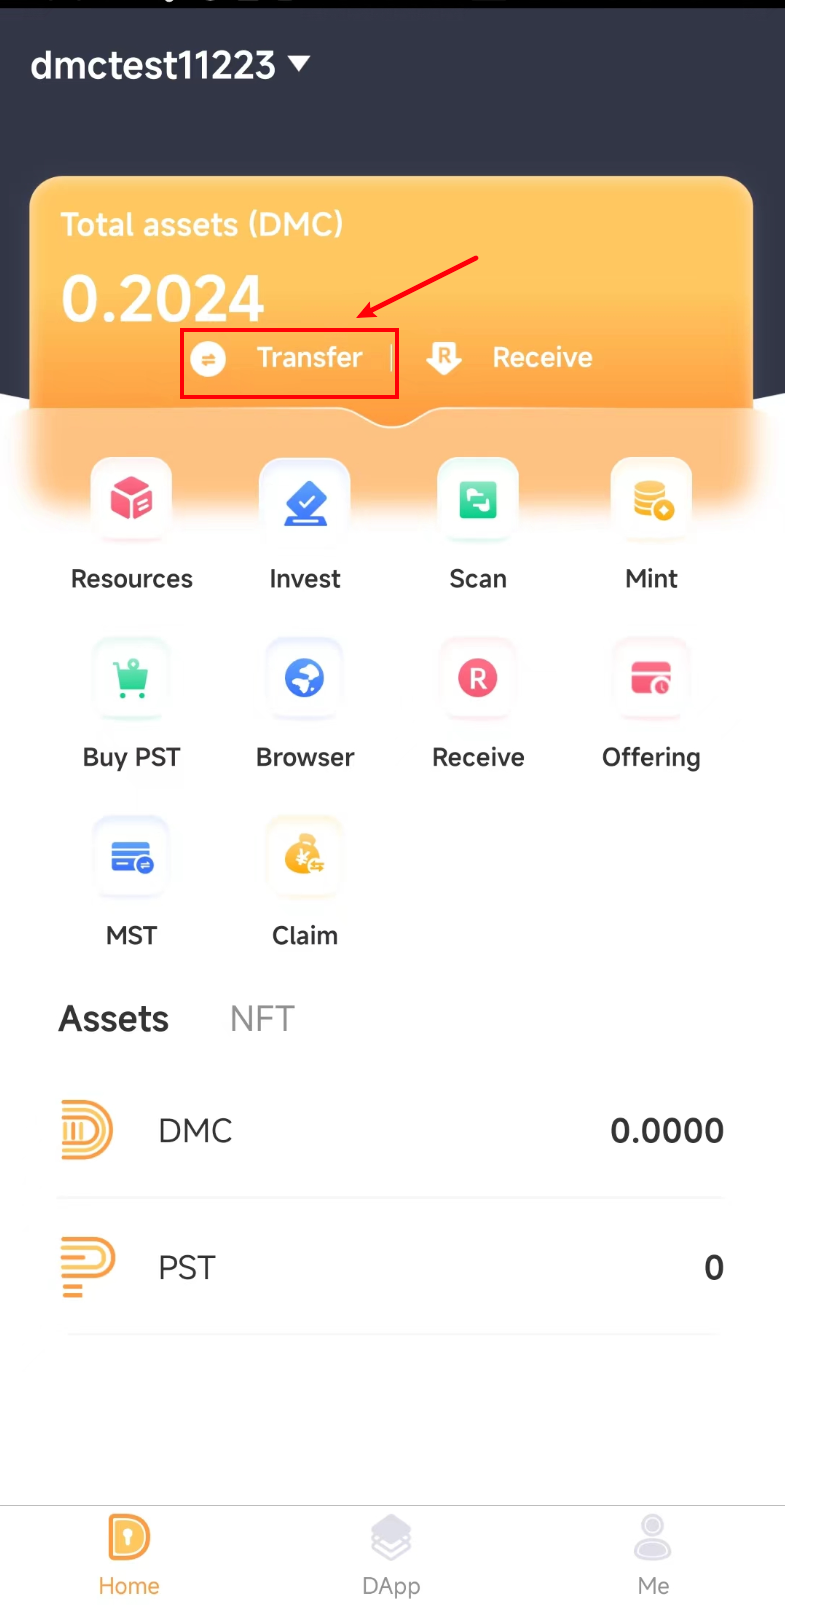 dmctest11223
Total assets (DMC)
0.2024
Transfer
R Receive
Resources Invest Scan Mint
R
Buy PST Browser Receive Offering
¥
MST Claim
Assets NFT
DMC 0.0000
PST 0
Home DApp Me